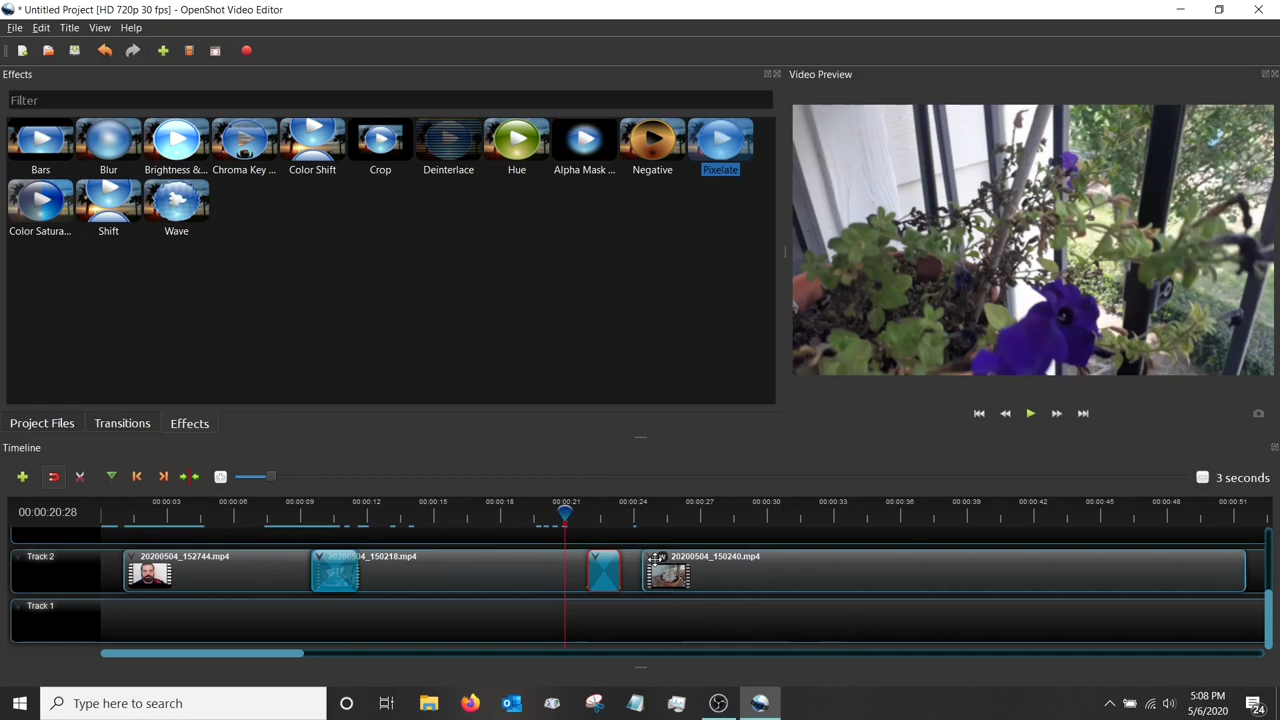 * Untitled Project [HD 720p 30 fps] - OpenShot Video Editor
File Edit Title View Help
Effects
Video Preview
Filter
Bars Blur Brightness &... Chroma Key ... Color Shift Crop Deinterlace Hue Alpha Mask ... Negative Pixelate
Color Satura... Shift Wave
Project Files Transitions Effects
Timeline
3 seconds
00:00:20:28
00:00:03 00:00:06 00:00:09 00:00:12 00:00:15 00:00:18 00:00:21 00:00:24 00:00:27 00:00:30 00:00:33 00:00:36 00:00:39 00:00:42 00:00:45 00:00:48 00:00:51
Track 2 20200504_152744.mp4 20200504_150218.mp4 20200504_150240.mp4
Track 1
Type here to search
5:08 PM
5/6/2020
24